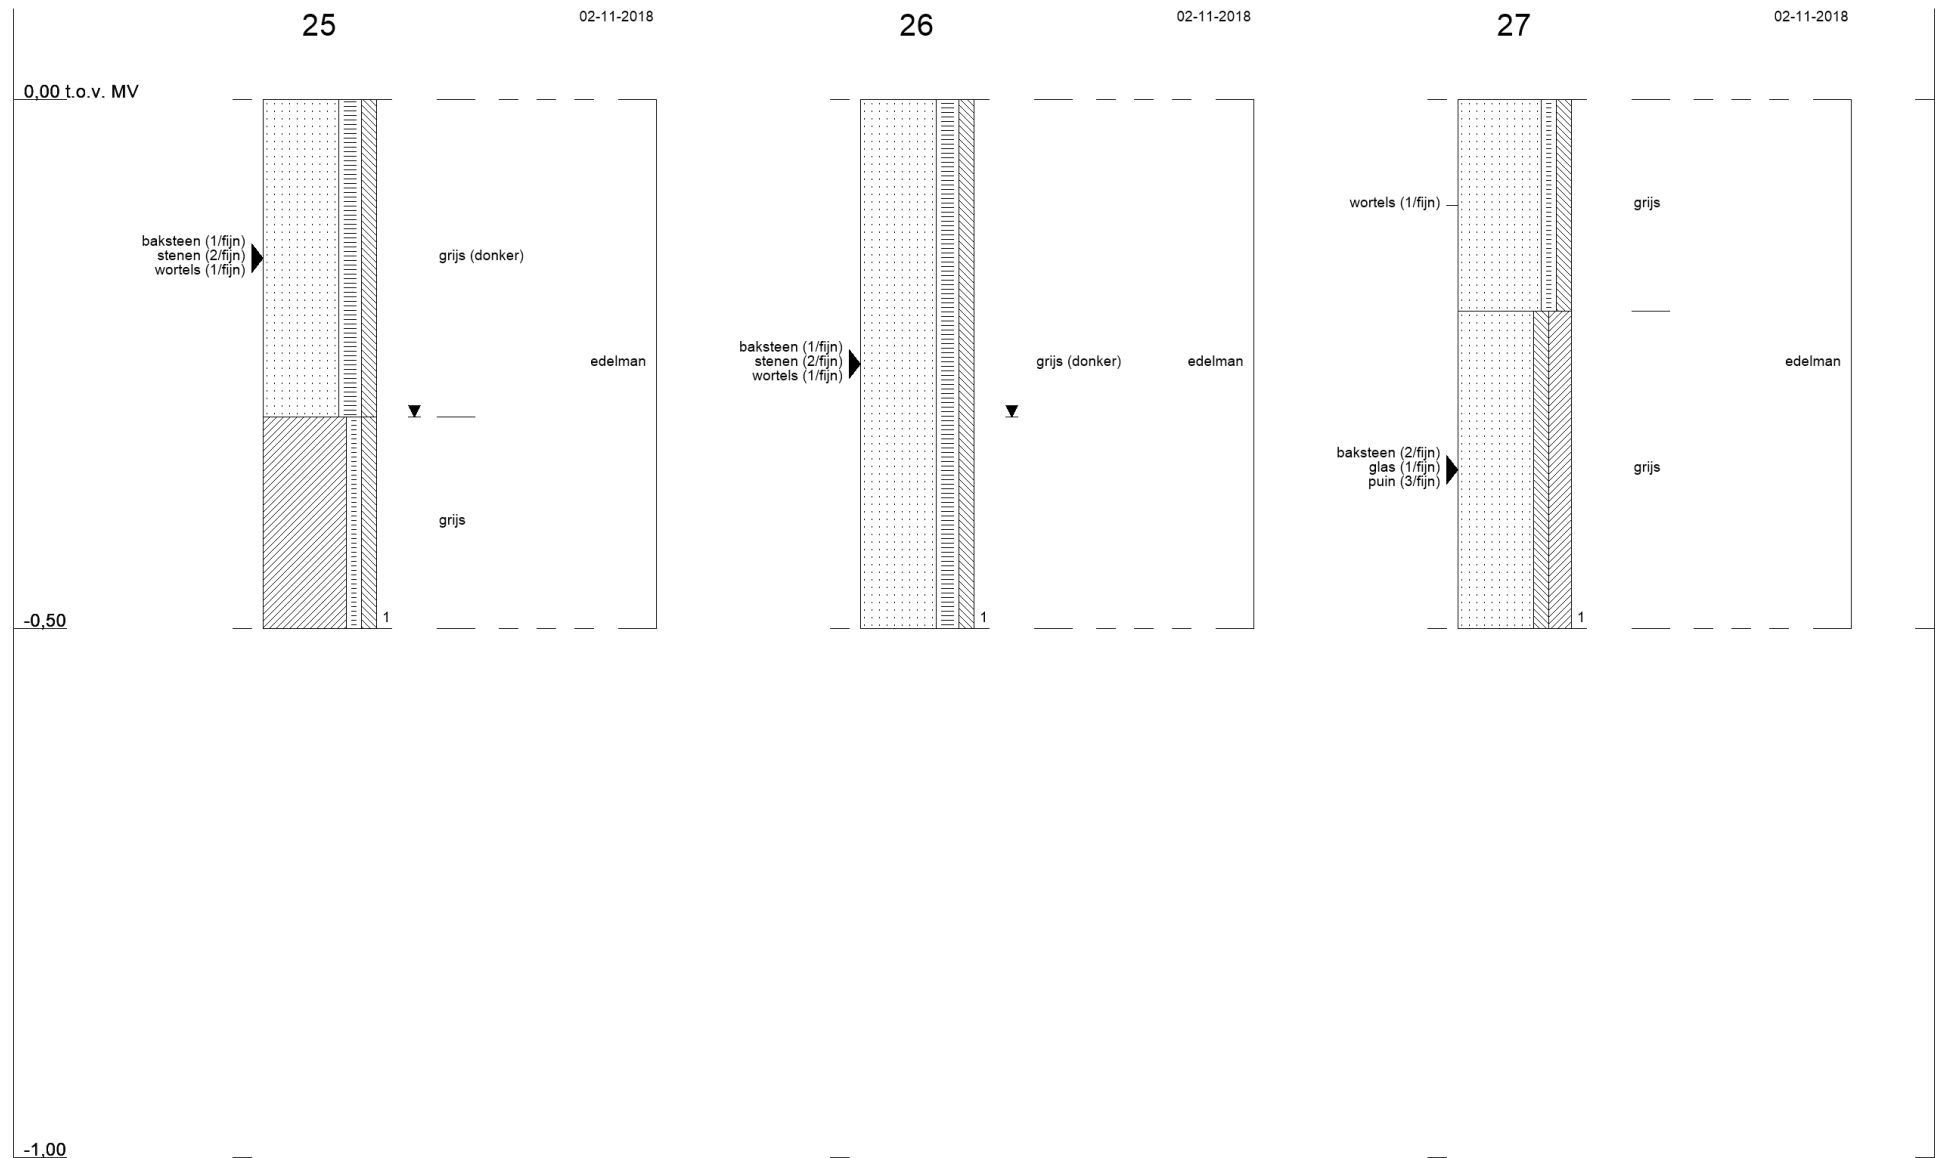 25
02-11-2018
26
02-11-2018
27
02-11-2018
0,00 t.o.v. MV
baksteen (1/fijn)
stenen (2/fijn)
wortels (1/fijn)
grijs (donker)
edelman
grijs
1
baksteen (1/fijn)
stenen (2/fijn)
wortels (1/fijn)
grijs (donker)
edelman
1
wortels (1/fijn)
grijs
edelman
baksteen (2/fijn)
glas (1/fijn)
puin (3/fijn)
grijs
1
-0,50
-1,00